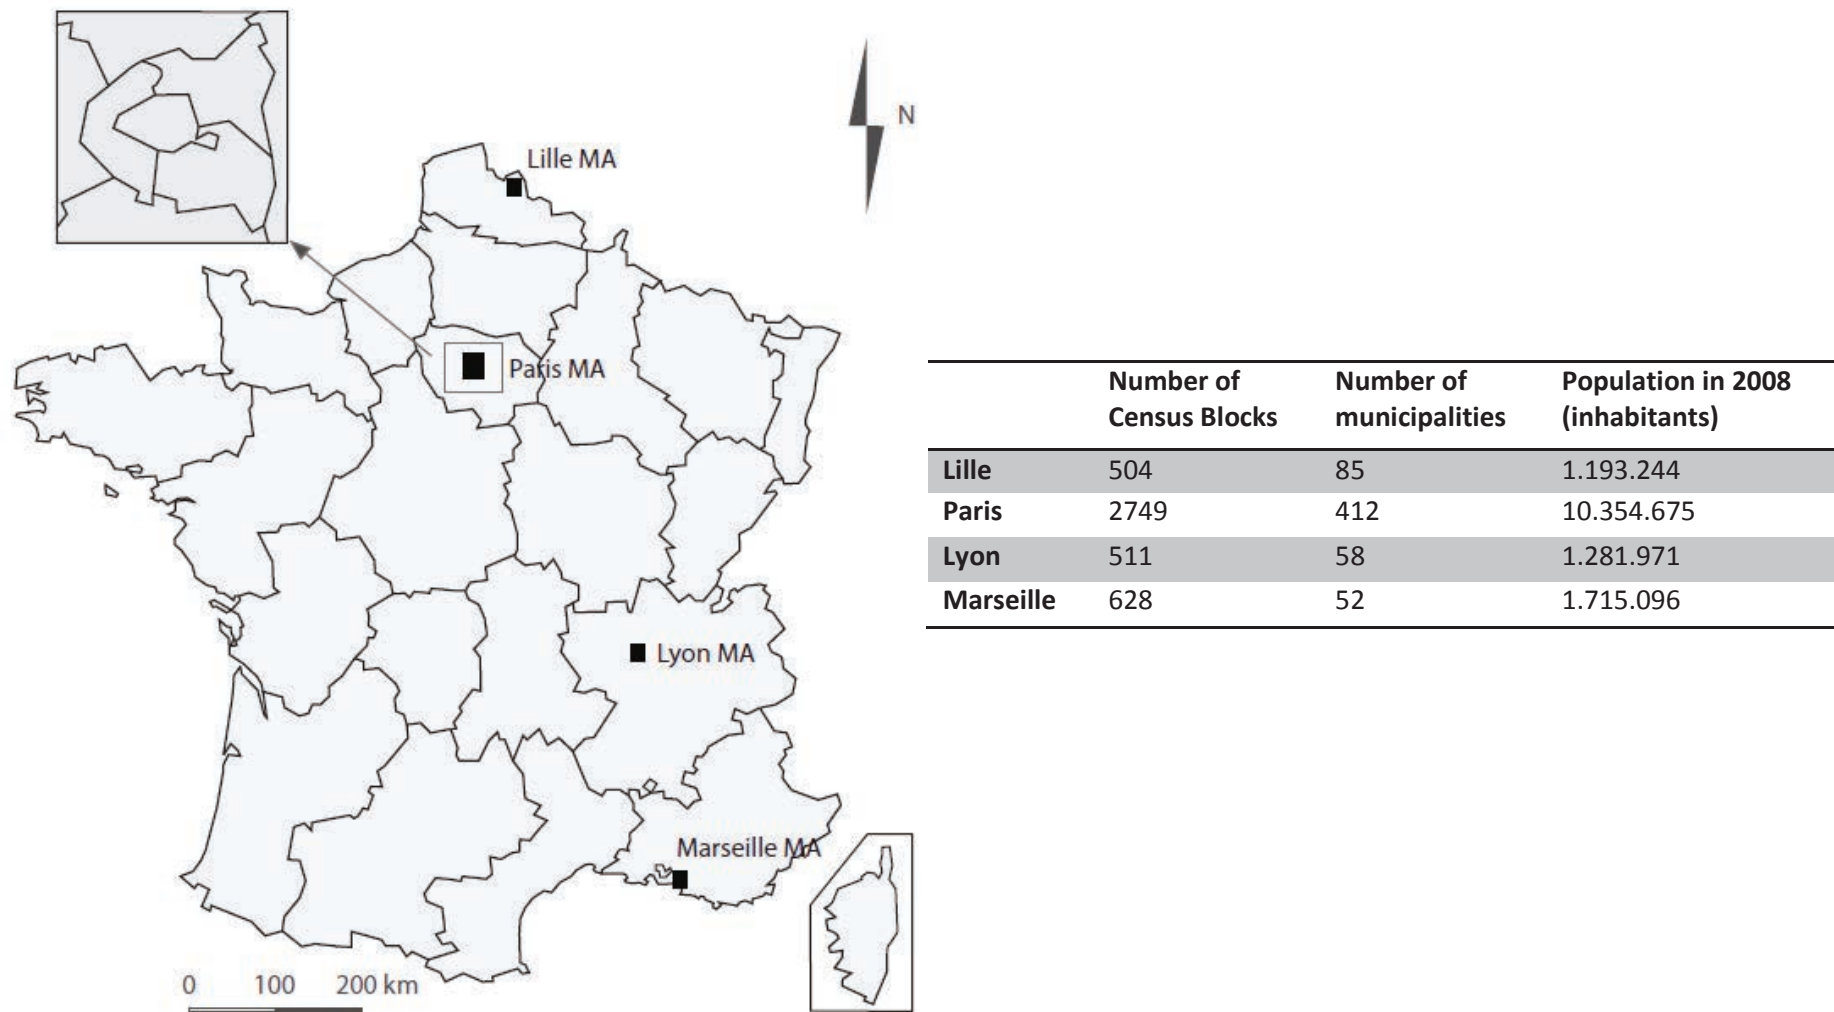 N
Lille MA
Paris MA
Lyon MA
Marseille MA
0 100 200 km
Number of Census Blocks Number of municipalities Population in 2008 (inhabitants)
Lille 504 85 1.193.244
Paris 2749 412 10.354.675
Lyon 511 58 1.281.971
Marseille 628 52 1.715.096